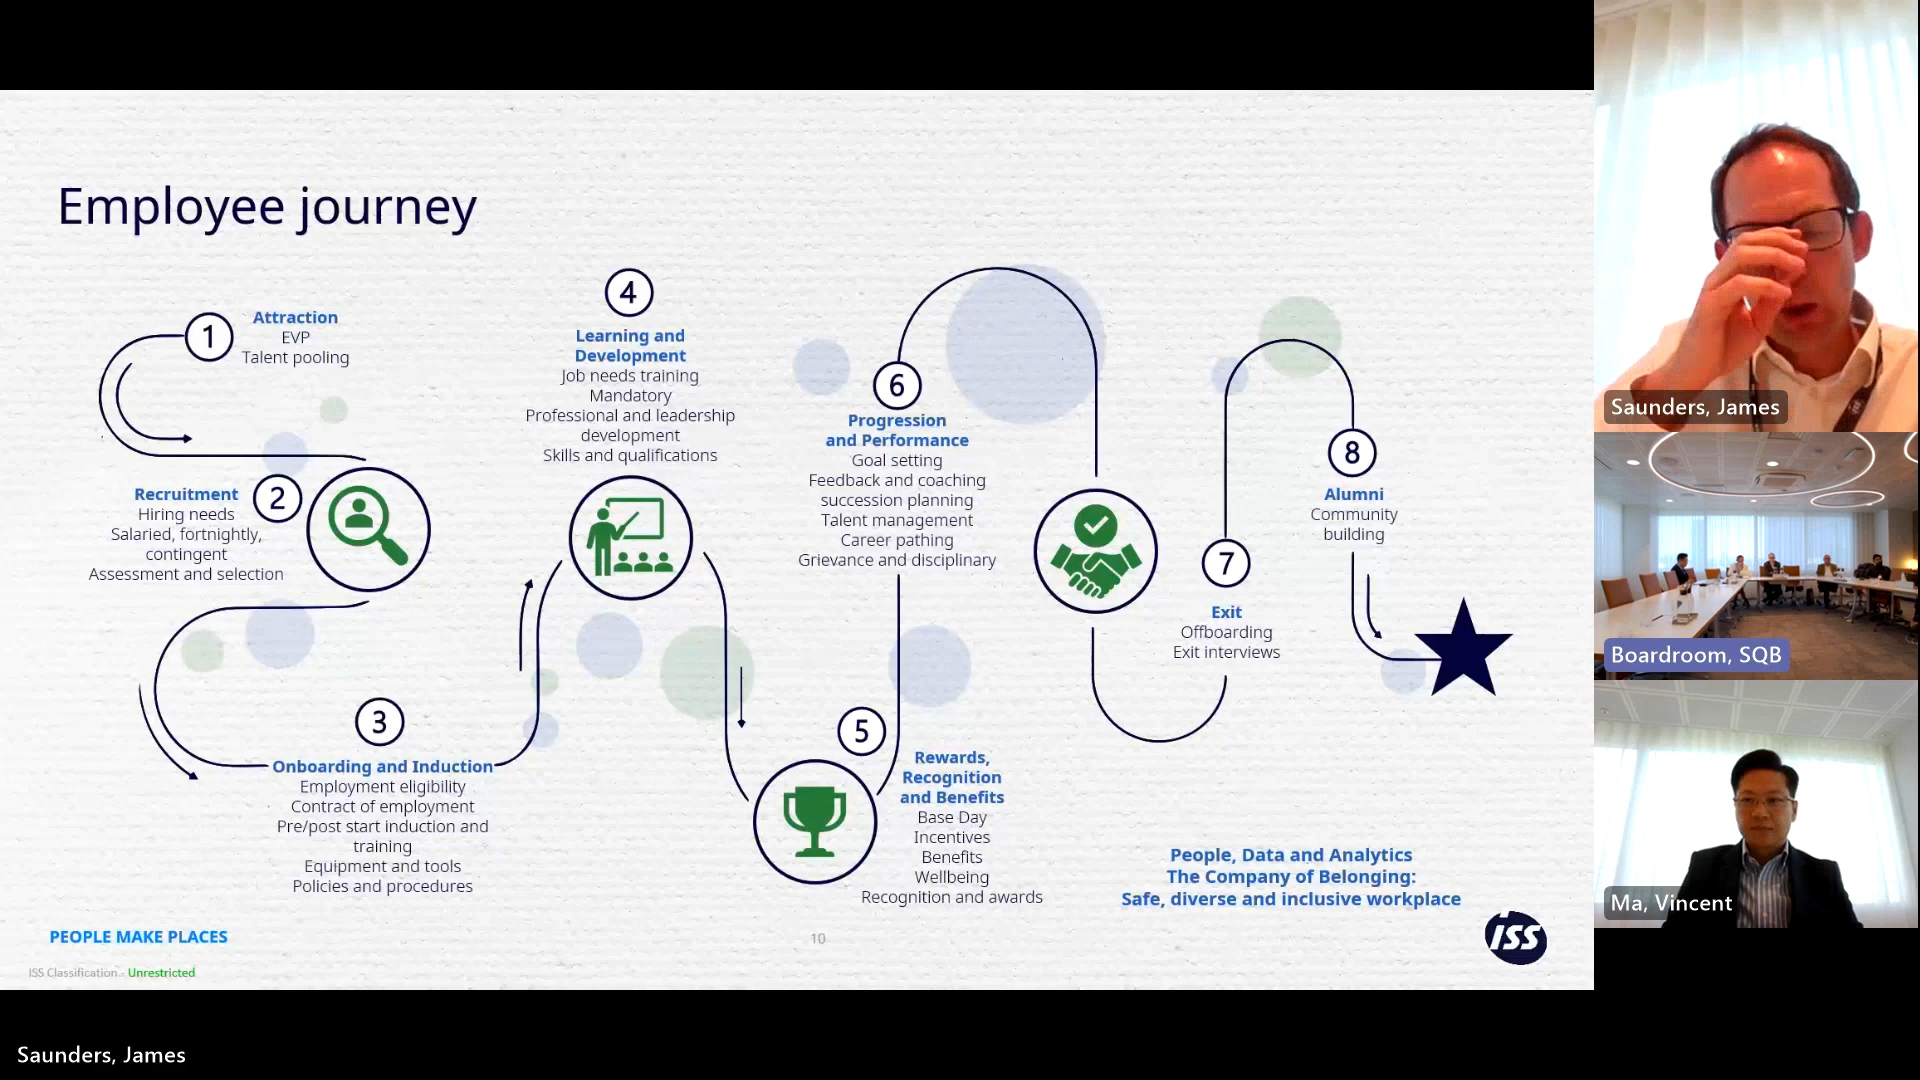 Employee journey
1
Attraction
EVP
Talent pooling
2
Recruitment
Hiring needs
Salaried, fortnightly,
contingent
Assessment and selection
3
Onboarding and Induction
Employment eligibility
Contract of employment
Pre/post start induction and
training
Equipment and tools
Policies and procedures
4
Learning and
Development
Job needs training
Mandatory
Professional and leadership
development
Skills and qualifications
5
Rewards,
Recognition
and Benefits
Base Day
Incentives
Benefits
Wellbeing
Recognition and awards
6
Progression
and Performance
Goal setting
Feedback and coaching
succession planning
Talent management
Career pathing
Grievance and disciplinary
7
Exit
Offboarding
Exit interviews
8
Alumni
Community
building
People, Data and Analytics
The Company of Belonging:
Safe, diverse and inclusive workplace
PEOPLE MAKE PLACES
10
ISS
ISS Classification - Unrestricted
Saunders, James
Boardroom, SQB
Ma, Vincent
Saunders, James